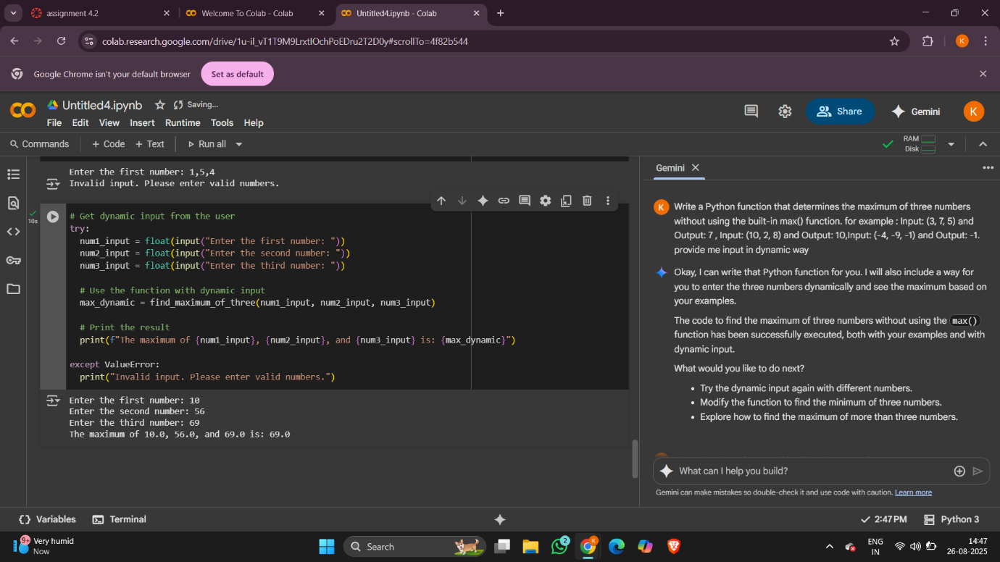 assignment 4.2
Welcome To Colab - Colab
Untitled4.ipynb - Colab
colab.research.google.com/drive/1u-iI_vT1T9M9LrxtIOchPoEDru2T2D0y#scrollTo=4f82b544
K
Google Chrome isn't your default browser
Set as default
Untitled4.ipynb
Saving...
File Edit View Insert Runtime Tools Help
Share
Gemini
K
Commands
+ Code + Text
Run all
RAM
Disk
Enter the first number: 1,5,4
Invalid input. Please enter valid numbers.
10s
# Get dynamic input from the user
try:
num1_input = float(input("Enter the first number: "))
num2_input = float(input("Enter the second number: "))
num3_input = float(input("Enter the third number: "))
# Use the function with dynamic input
max_dynamic = find_maximum_of_three(num1_input, num2_input, num3_input)
# Print the result
print(f"The maximum of {num1_input}, {num2_input}, and {num3_input} is: {max_dynamic}")
except ValueError:
print("Invalid input. Please enter valid numbers.")
Enter the first number: 10
Enter the second number: 56
Enter the third number: 69
The maximum of 10.0, 56.0, and 69.0 is: 69.0
Gemini
K
Write a Python function that determines the maximum of three numbers
without using the built-in max() function. for example : Input: (3, 7, 5) and
Output: 7 , Input: (10, 2, 8) and Output: 10,Input: (-4, -9, -1) and Output: -1.
provide me input in dynamic way
Okay, I can write that Python function for you. I will also include a way for
you to enter the three numbers dynamically and see the maximum based on
your examples.
The code to find the maximum of three numbers without using the max()
function has been successfully executed, both with your examples and with
dynamic input.
What would you like to do next?
• Try the dynamic input again with different numbers.
• Modify the function to find the minimum of three numbers.
• Explore how to find the maximum of more than three numbers.
What can I help you build?
Gemini can make mistakes so double-check it and use code with caution. Learn more
Variables
Terminal
2:47 PM
Python 3
9+
Very humid
Now
Search
2
K
ENG
IN
14:47
26-08-2025